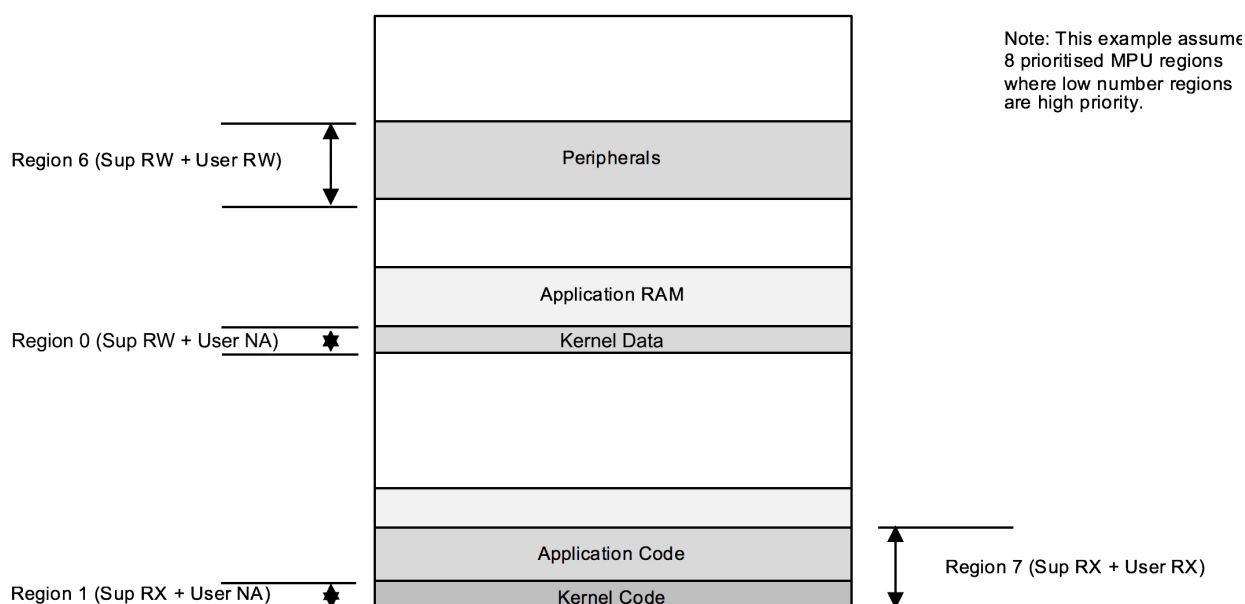 Note: This example assume
8 prioritised MPU regions
where low number regions
are high priority.
Region 6 (Sup RW + User RW)
Peripherals
Application RAM
Region 0 (Sup RW + User NA)
Kernel Data
Application Code
Region 7 (Sup RX + User RX)
Region 1 (Sup RX + User NA)
Kernel Code